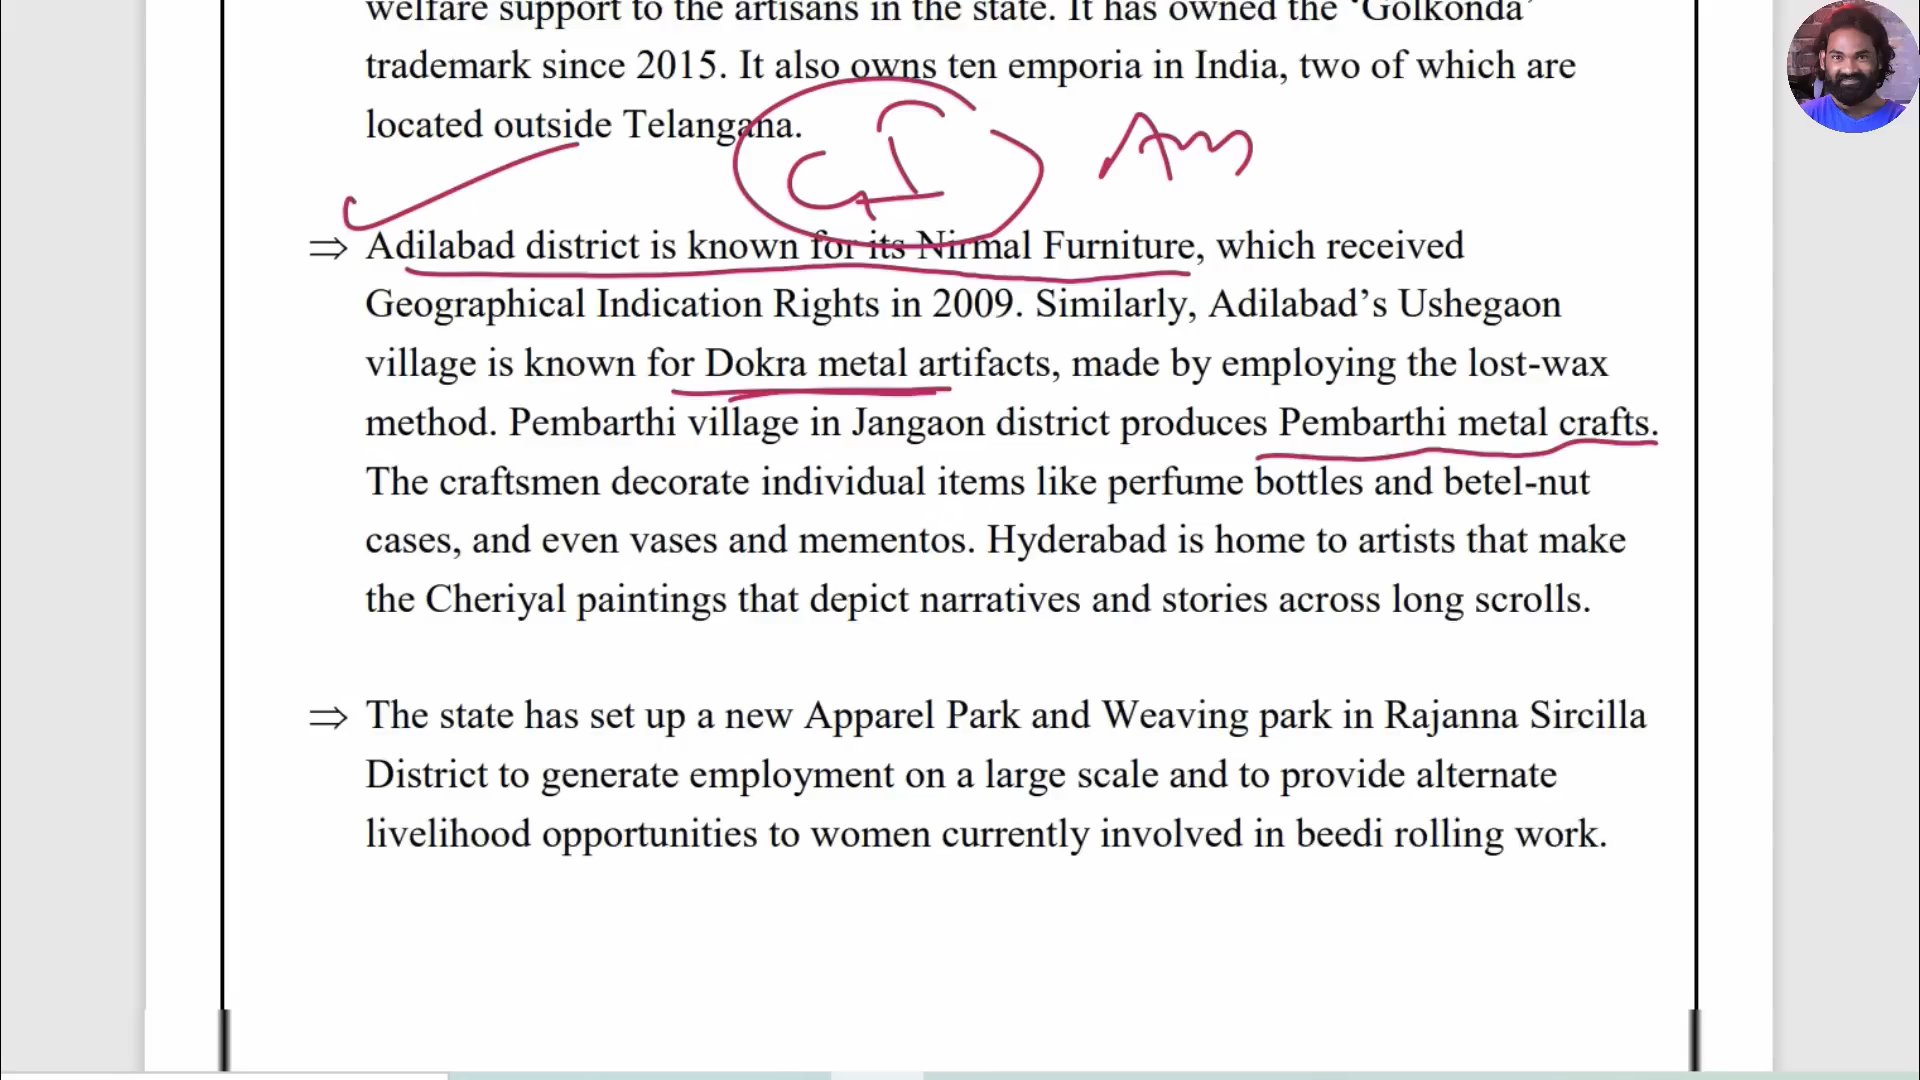 welfare support to the artisans in the state. It has owned the ‘Golkonda’
trademark since 2015. It also owns ten emporia in India, two of which are
located outside Telangana.
GI
⇒ Adilabad district is known for its Nirmal Furniture, which received
Geographical Indication Rights in 2009. Similarly, Adilabad’s Ushegaon
village is known for Dokra metal artifacts, made by employing the lost-wax
method. Pembarthi village in Jangaon district produces Pembarthi metal crafts.
The craftsmen decorate individual items like perfume bottles and betel-nut
cases, and even vases and mementos. Hyderabad is home to artists that make
the Cheriyal paintings that depict narratives and stories across long scrolls.
⇒ The state has set up a new Apparel Park and Weaving park in Rajanna Sircilla
District to generate employment on a large scale and to provide alternate
livelihood opportunities to women currently involved in beedi rolling work.